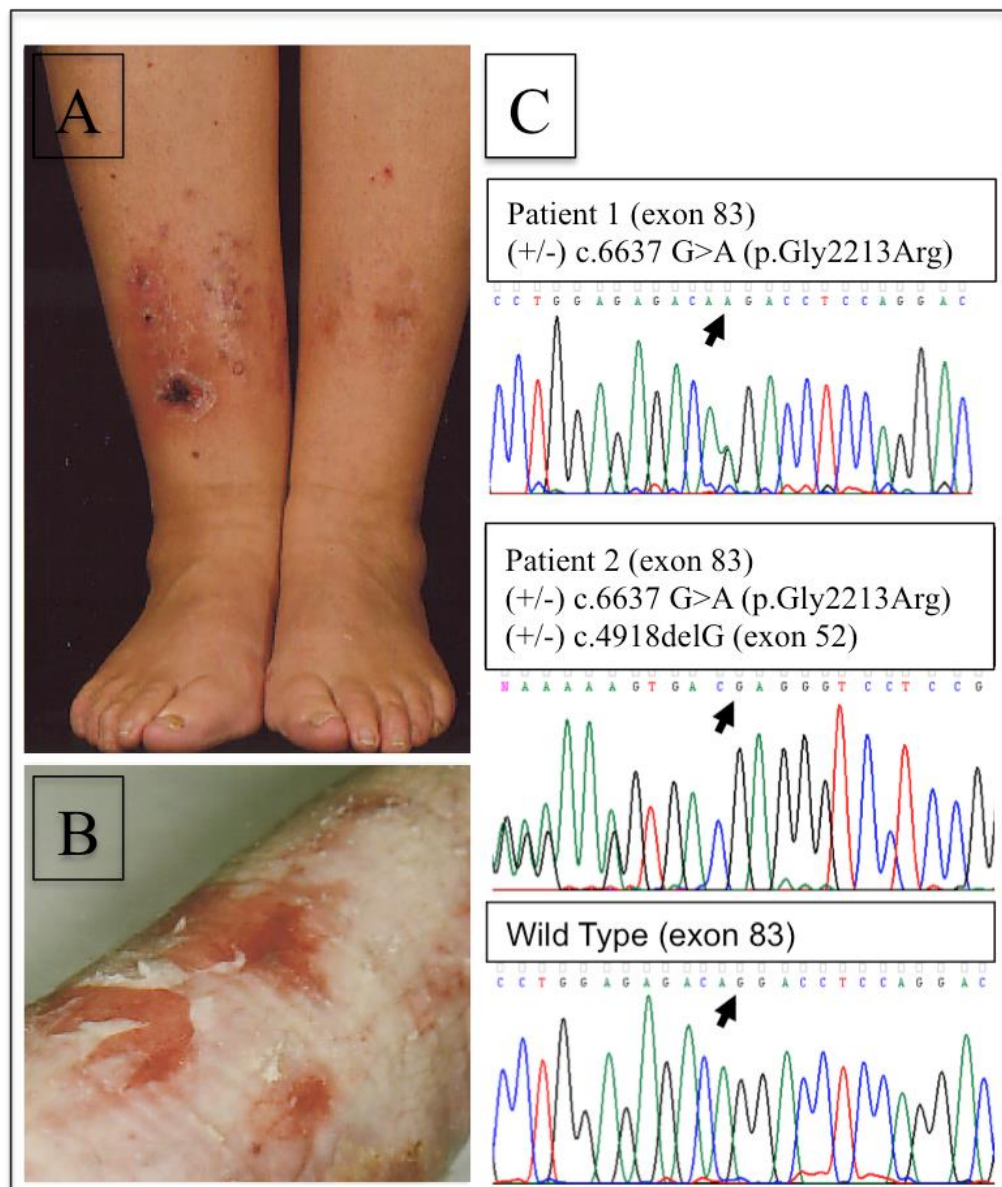 A
C
Patient 1 (exon 83)
(+/-) c.6637 G>A (p.Gly2213Arg)
C C T G G A G A G A C A A G A C C T C C A G G A C
Patient 2 (exon 83)
(+/-) c.6637 G>A (p.Gly2213Arg)
(+/-) c.4918delG (exon 52)
N A A A A A G T G A C G A G G G T C C T C C G
B
Wild Type (exon 83)
C C T G G A G A G A C A G G A C C T C C A G G A C